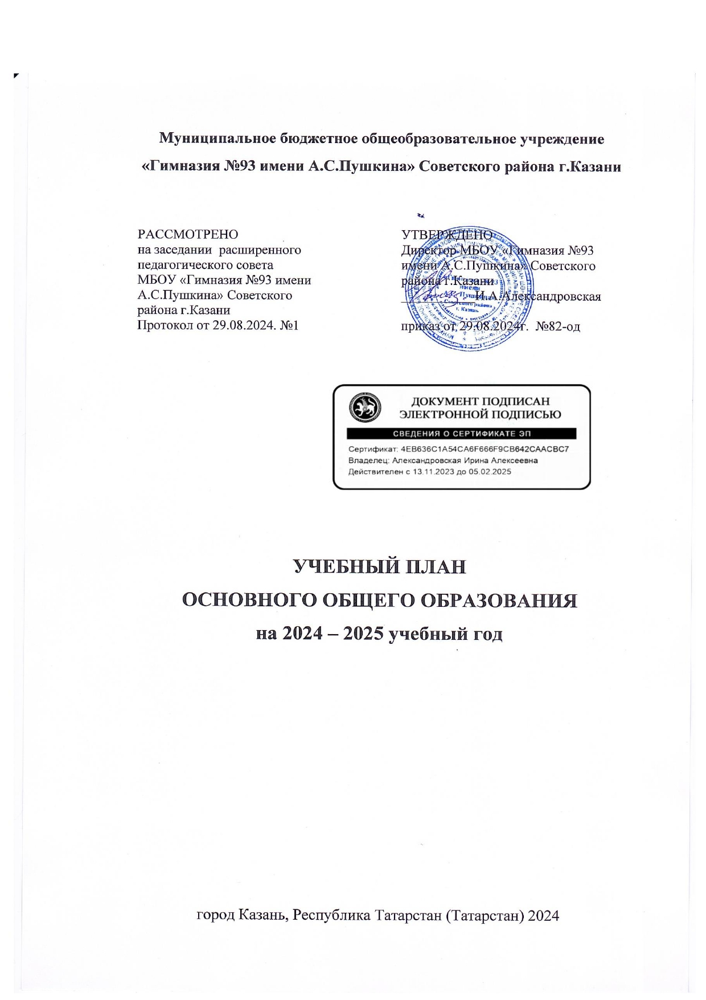 Муниципальное бюджетное общеобразовательное учреждение
«Гимназия №93 имени А.С.Пушкина» Советского района г.Казани
РАССМОТРЕНО
на заседании расширенного
педагогического совета
МБОУ «Гимназия №93 имени
А.С.Пушкина» Советского
района г.Казани
Протокол от 29.08.2024. №1
УТВЕРЖДЕНО
Директор МБОУ «Гимназия №93
имени А.С.Пушкина» Советского
района г.Казани
И.А.Александровская
приказ от 29.08.2024г. №82-од
ДОКУМЕНТ ПОДПИСАН
ЭЛЕКТРОННОЙ ПОДПИСЬЮ
СВЕДЕНИЯ О СЕРТИФИКАТЕ ЭП
Сертификат: 4EB636C1A54CA6F666F9CB642CAACBC7
Владелец: Александровская Ирина Алексеевна
Действителен с 13.11.2023 до 05.02.2025
УЧЕБНЫЙ ПЛАН
ОСНОВНОГО ОБЩЕГО ОБРАЗОВАНИЯ
на 2024 – 2025 учебный год
город Казань, Республика Татарстан (Татарстан) 2024